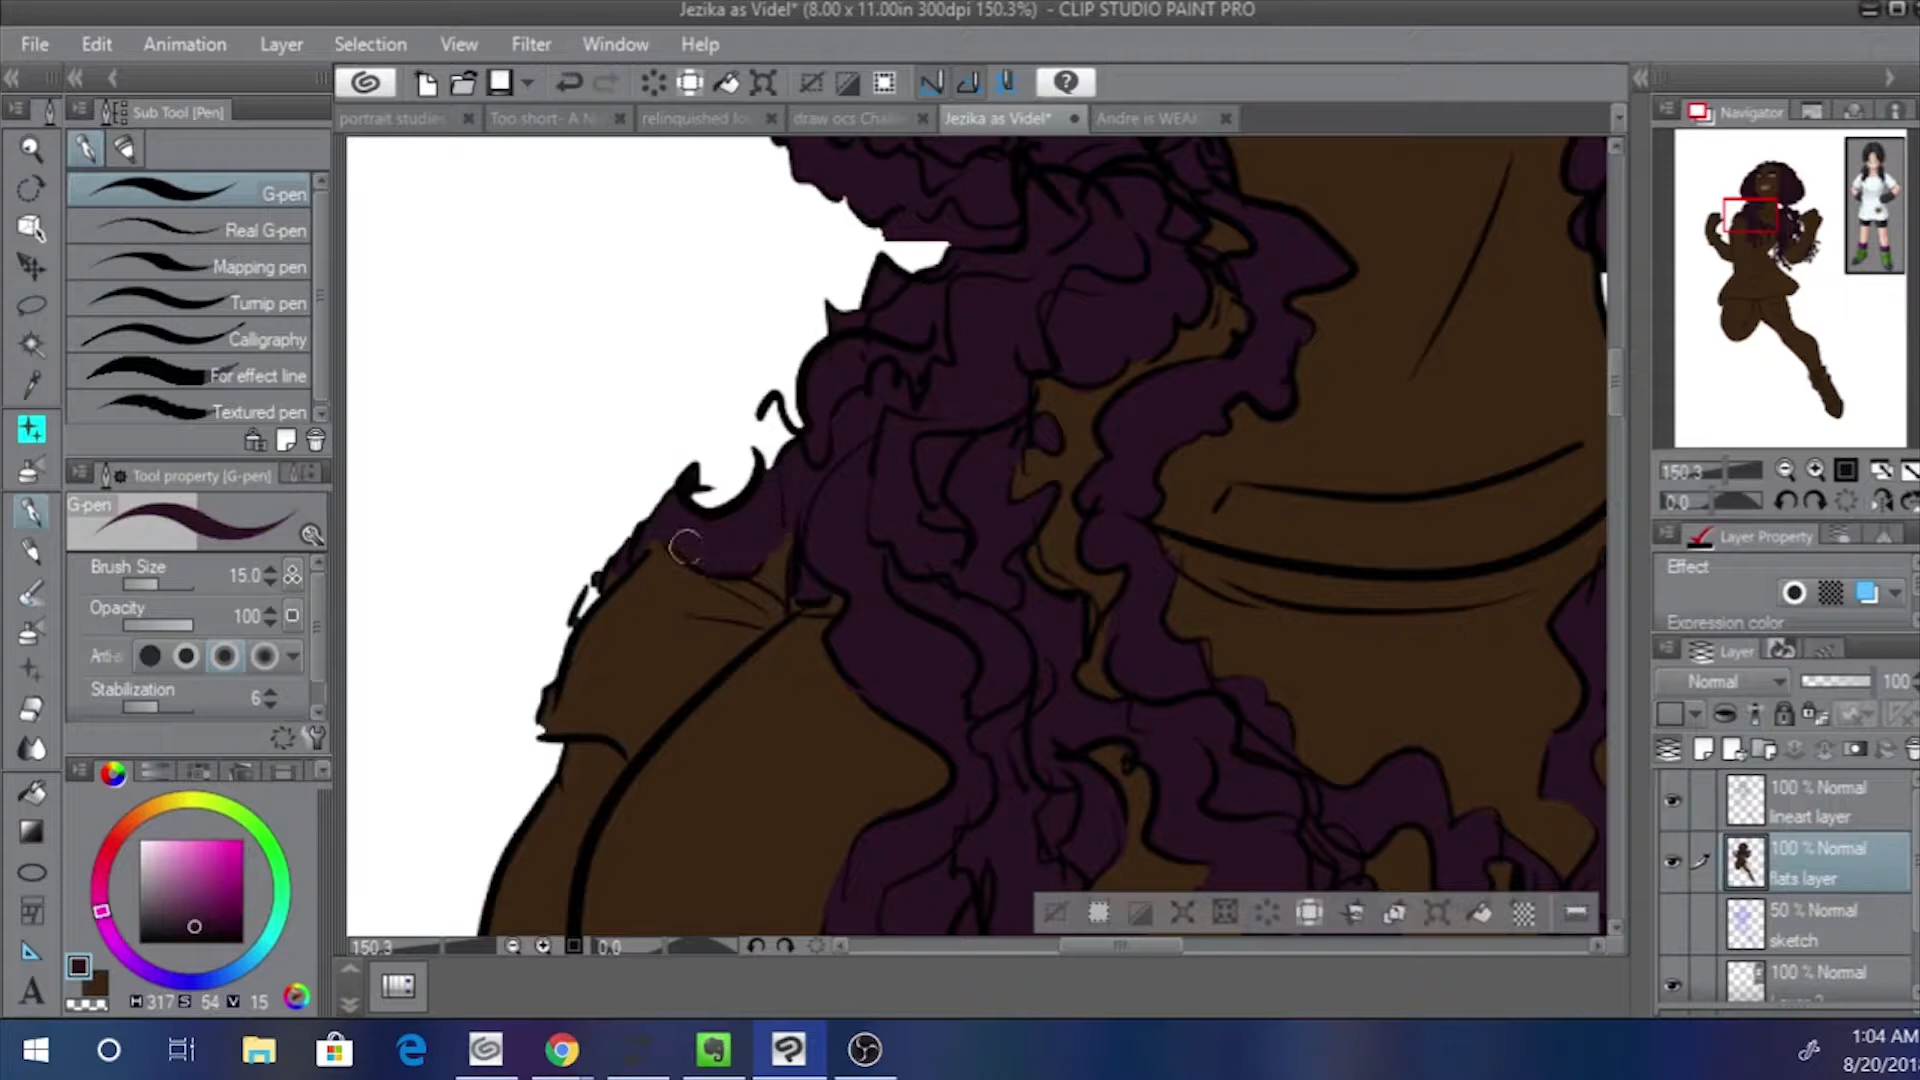 Jezika as Videl* (8.00 x 11.00in 300dpi 150.3%) - CLIP STUDIO PAINT PRO
File Edit Animation Layer Selection View Filter Window Help
Sub Tool [Pen]
portrait studies
Too short- A N
relinquished lo
draw ocs Challe
Jezika as Videl*
Andre is WEAK
Navigator
G-pen
Real G-pen
Mapping pen
Turnip pen
Calligraphy
For effect line
Textured pen
Tool property [G-pen]
G-pen
Brush Size 15.0
Opacity 100
Anti-a
Stabilization 6
H 317 S 54 V 15
150.3 0.0
150.3
0.0
Layer Property
Effect
Expression color
Layer
Normal 100
100 % Normal
lineart layer
100 % Normal
flats layer
50 % Normal
sketch
100 % Normal
A
1:04 AM
8/20/201